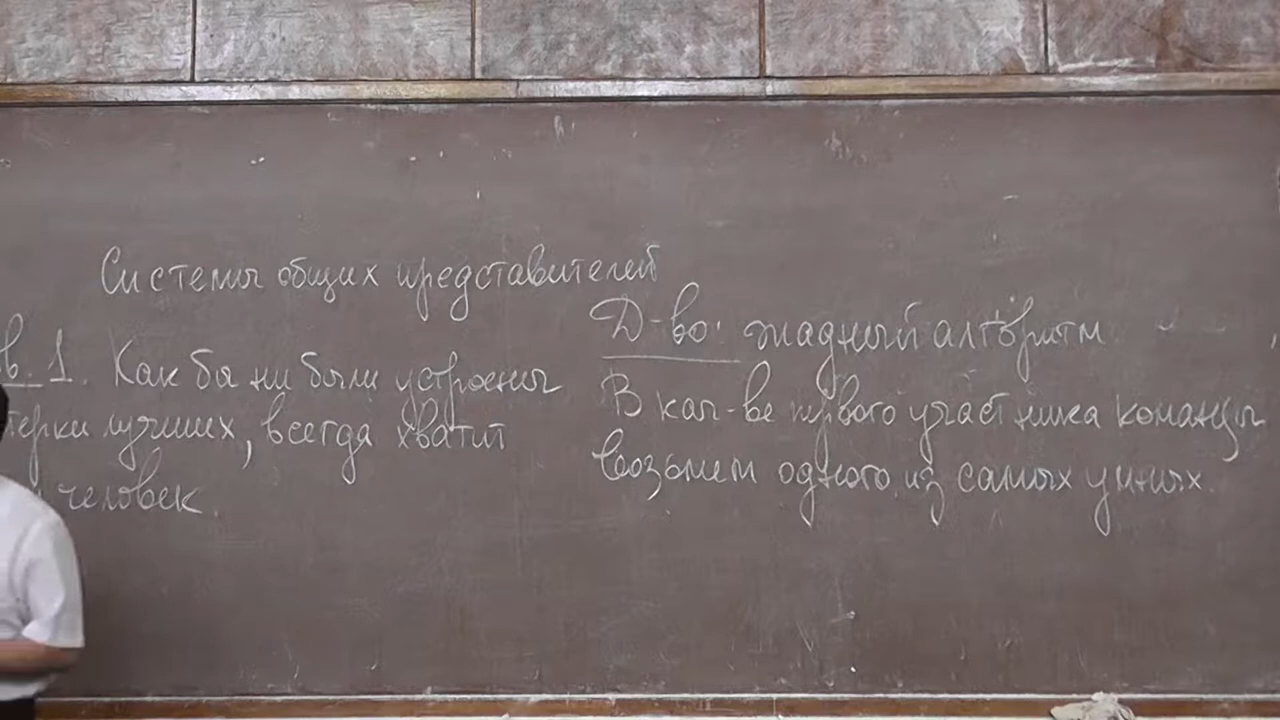 Системы общих представителей
в. 1. Как бы ни были устроены
терки лучших, всегда хватит
человек.
Д-во: жадный алгоритм.
В кач-ве первого участника команды
возьмем одного из самых умных.